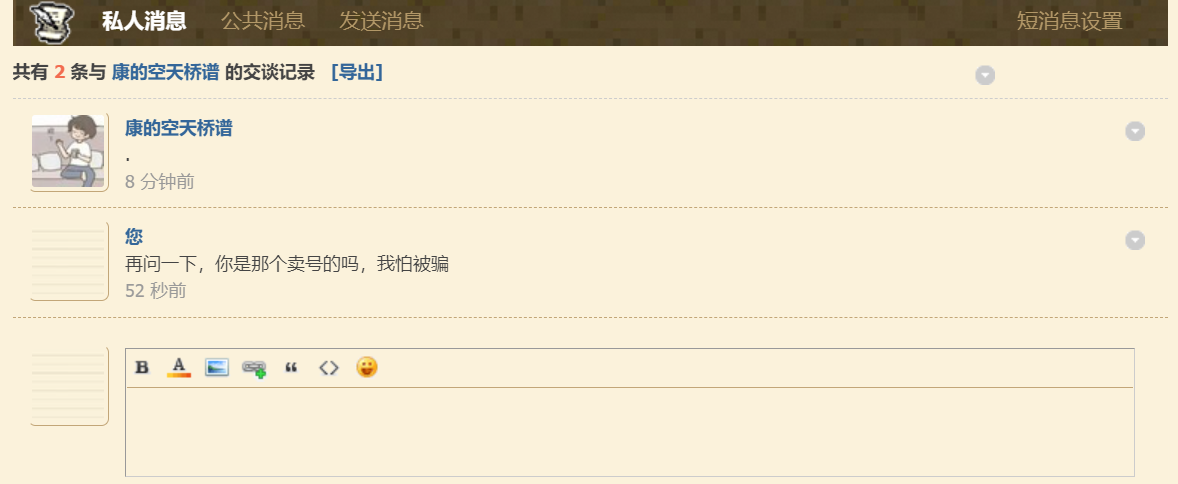 私人消息 公共消息 发送消息 短消息设置
共有 2 条与 康的空天桥谱 的交谈记录 [导出]
康的空天桥谱
.
8 分钟前
您
再问一下，你是那个卖号的吗，我怕被骗
52 秒前
B A “ <>